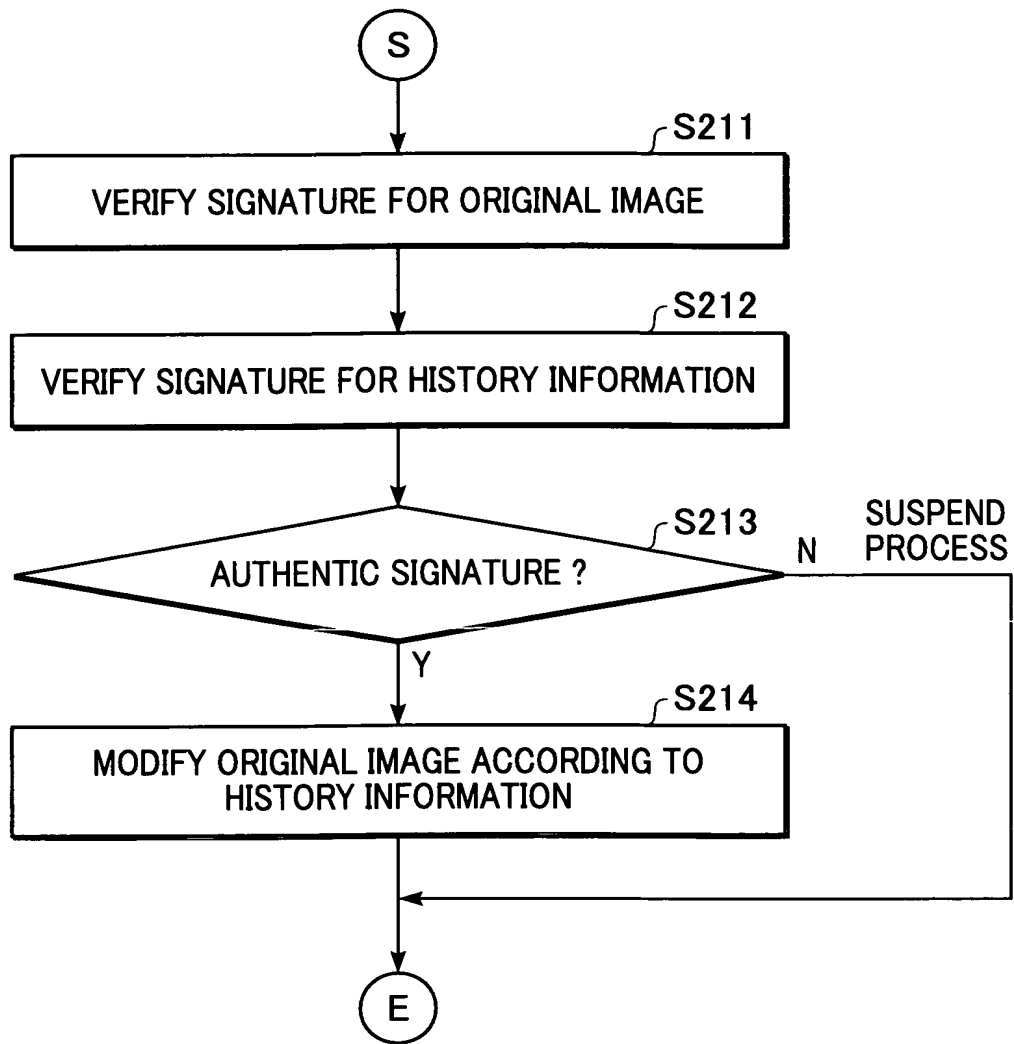 S
S211
VERIFY SIGNATURE FOR ORIGINAL IMAGE
S212
VERIFY SIGNATURE FOR HISTORY INFORMATION
S213
AUTHENTIC SIGNATURE ?
N
SUSPEND
PROCESS
Y
S214
MODIFY ORIGINAL IMAGE ACCORDING TO
HISTORY INFORMATION
E